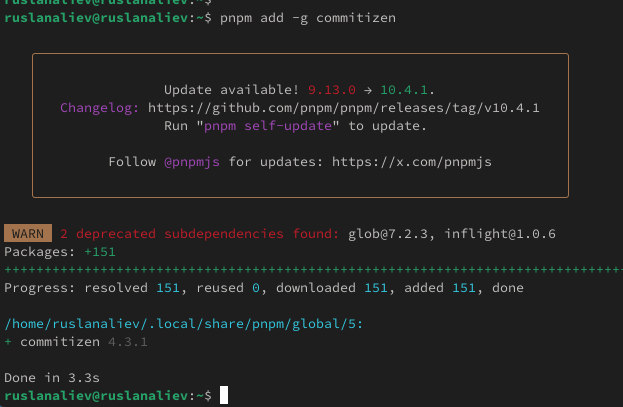 ruslanaliev@ruslanaliev:~$
ruslanaliev@ruslanaliev:~$ pnpm add -g commitizen
Update available! 9.13.0 → 10.4.1.
Changelog: https://github.com/pnpm/pnpm/releases/tag/v10.4.1
Run "pnpm self-update" to update.
Follow @pnpmjs for updates: https://x.com/pnpmjs
WARN 2 deprecated subdependencies found: glob@7.2.3, inflight@1.0.6
Packages: +151
++++++++++++++++++++++++++++++++++++++++++++++++++++++++++++++++++++++++++++++
Progress: resolved 151, reused 0, downloaded 151, added 151, done
/home/ruslanaliev/.local/share/pnpm/global/5:
+ commitizen 4.3.1
Done in 3.3s
ruslanaliev@ruslanaliev:~$